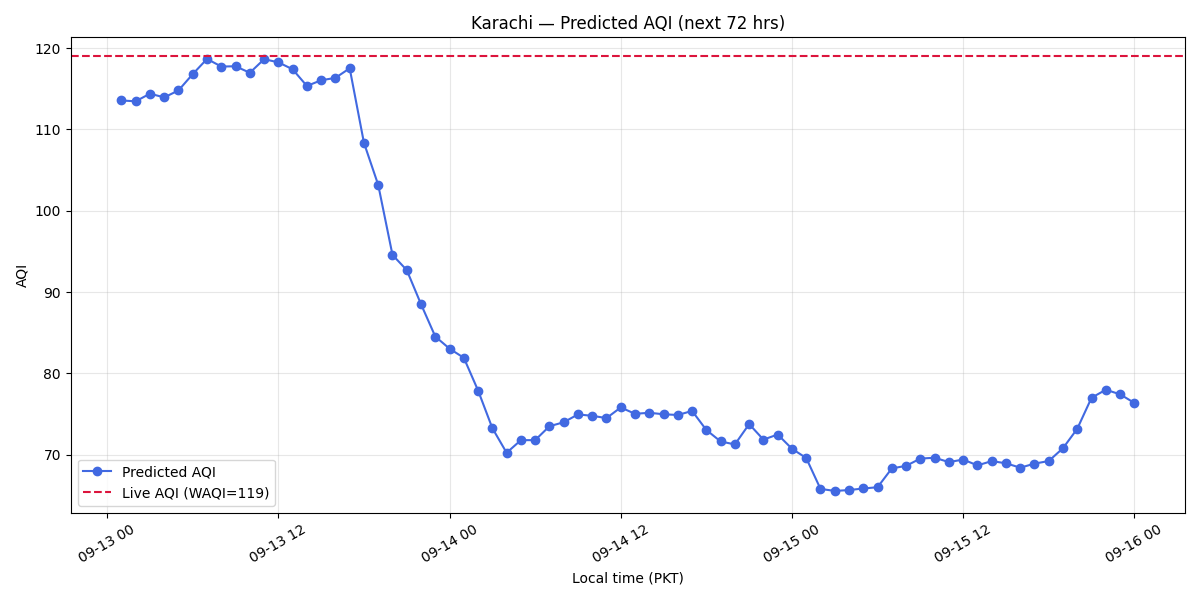 Karachi — Predicted AQI (next 72 hrs)
120
110
100
90
80
70
AQI
Predicted AQI
Live AQI (WAQI=119)
09-13 00
09-13 12
09-14 00
09-14 12
09-15 00
09-15 12
09-16 00
Local time (PKT)